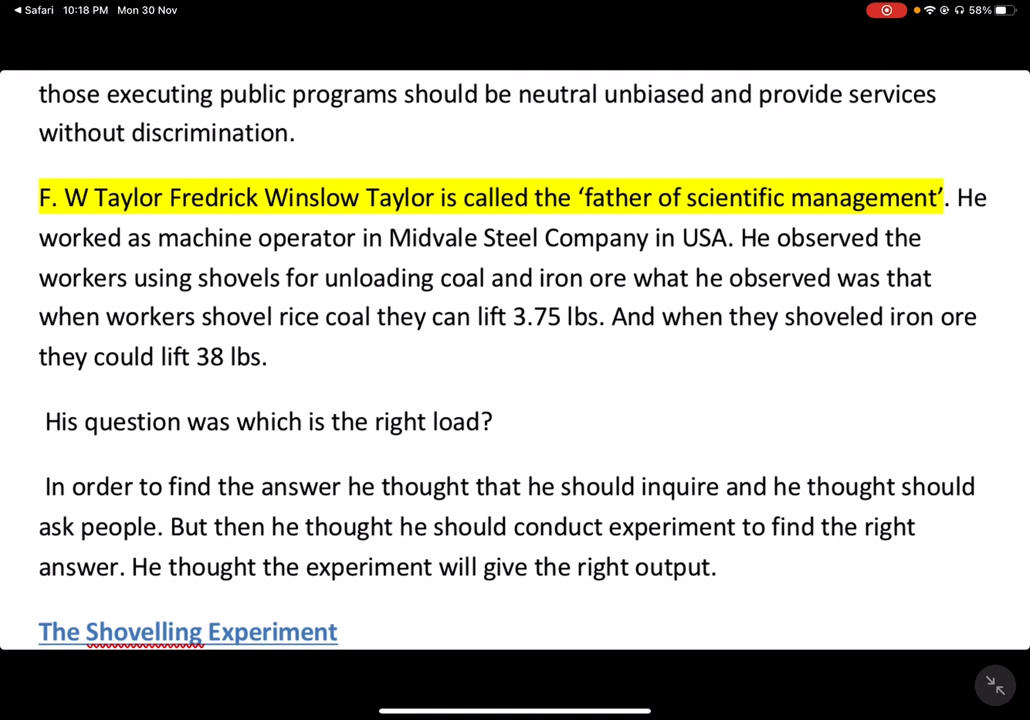 Safari 10:18 PM Mon 30 Nov
58%
those executing public programs should be neutral unbiased and provide services
without discrimination.
F. W Taylor Fredrick Winslow Taylor is called the ‘father of scientific management’. He
worked as machine operator in Midvale Steel Company in USA. He observed the
workers using shovels for unloading coal and iron ore what he observed was that
when workers shovel rice coal they can lift 3.75 lbs. And when they shoveled iron ore
they could lift 38 lbs.
His question was which is the right load?
In order to find the answer he thought that he should inquire and he thought should
ask people. But then he thought he should conduct experiment to find the right
answer. He thought the experiment will give the right output.
The Shovelling Experiment